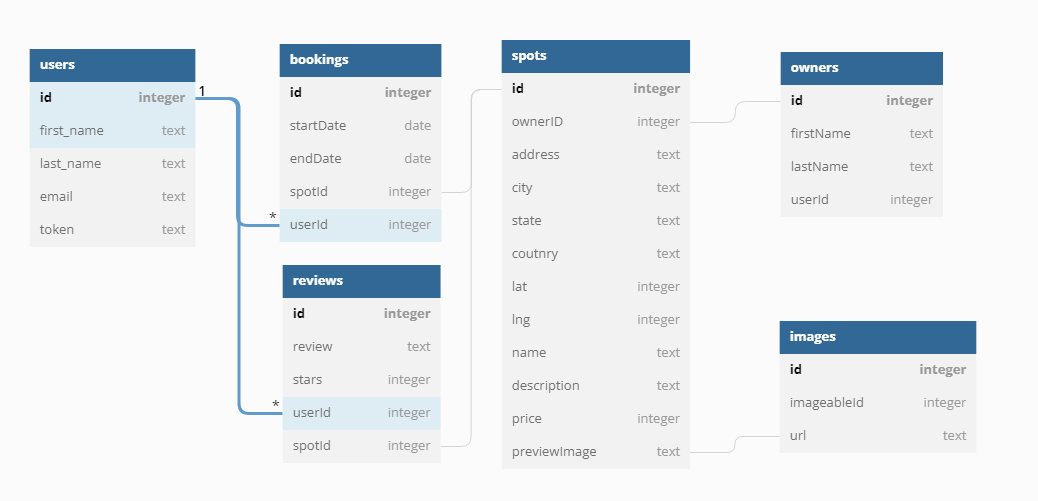 users
id integer
first_name text
last_name text
email text
token text
1
*
*
bookings
id integer
startDate date
endDate date
spotId integer
userId integer
reviews
id integer
review text
stars integer
userId integer
spotId integer
spots
id integer
ownerID integer
address text
city text
state text
coutnry text
lat integer
lng integer
name text
description text
price integer
previewImage text
owners
id integer
firstName text
lastName text
userId integer
images
id integer
imageableId integer
url text